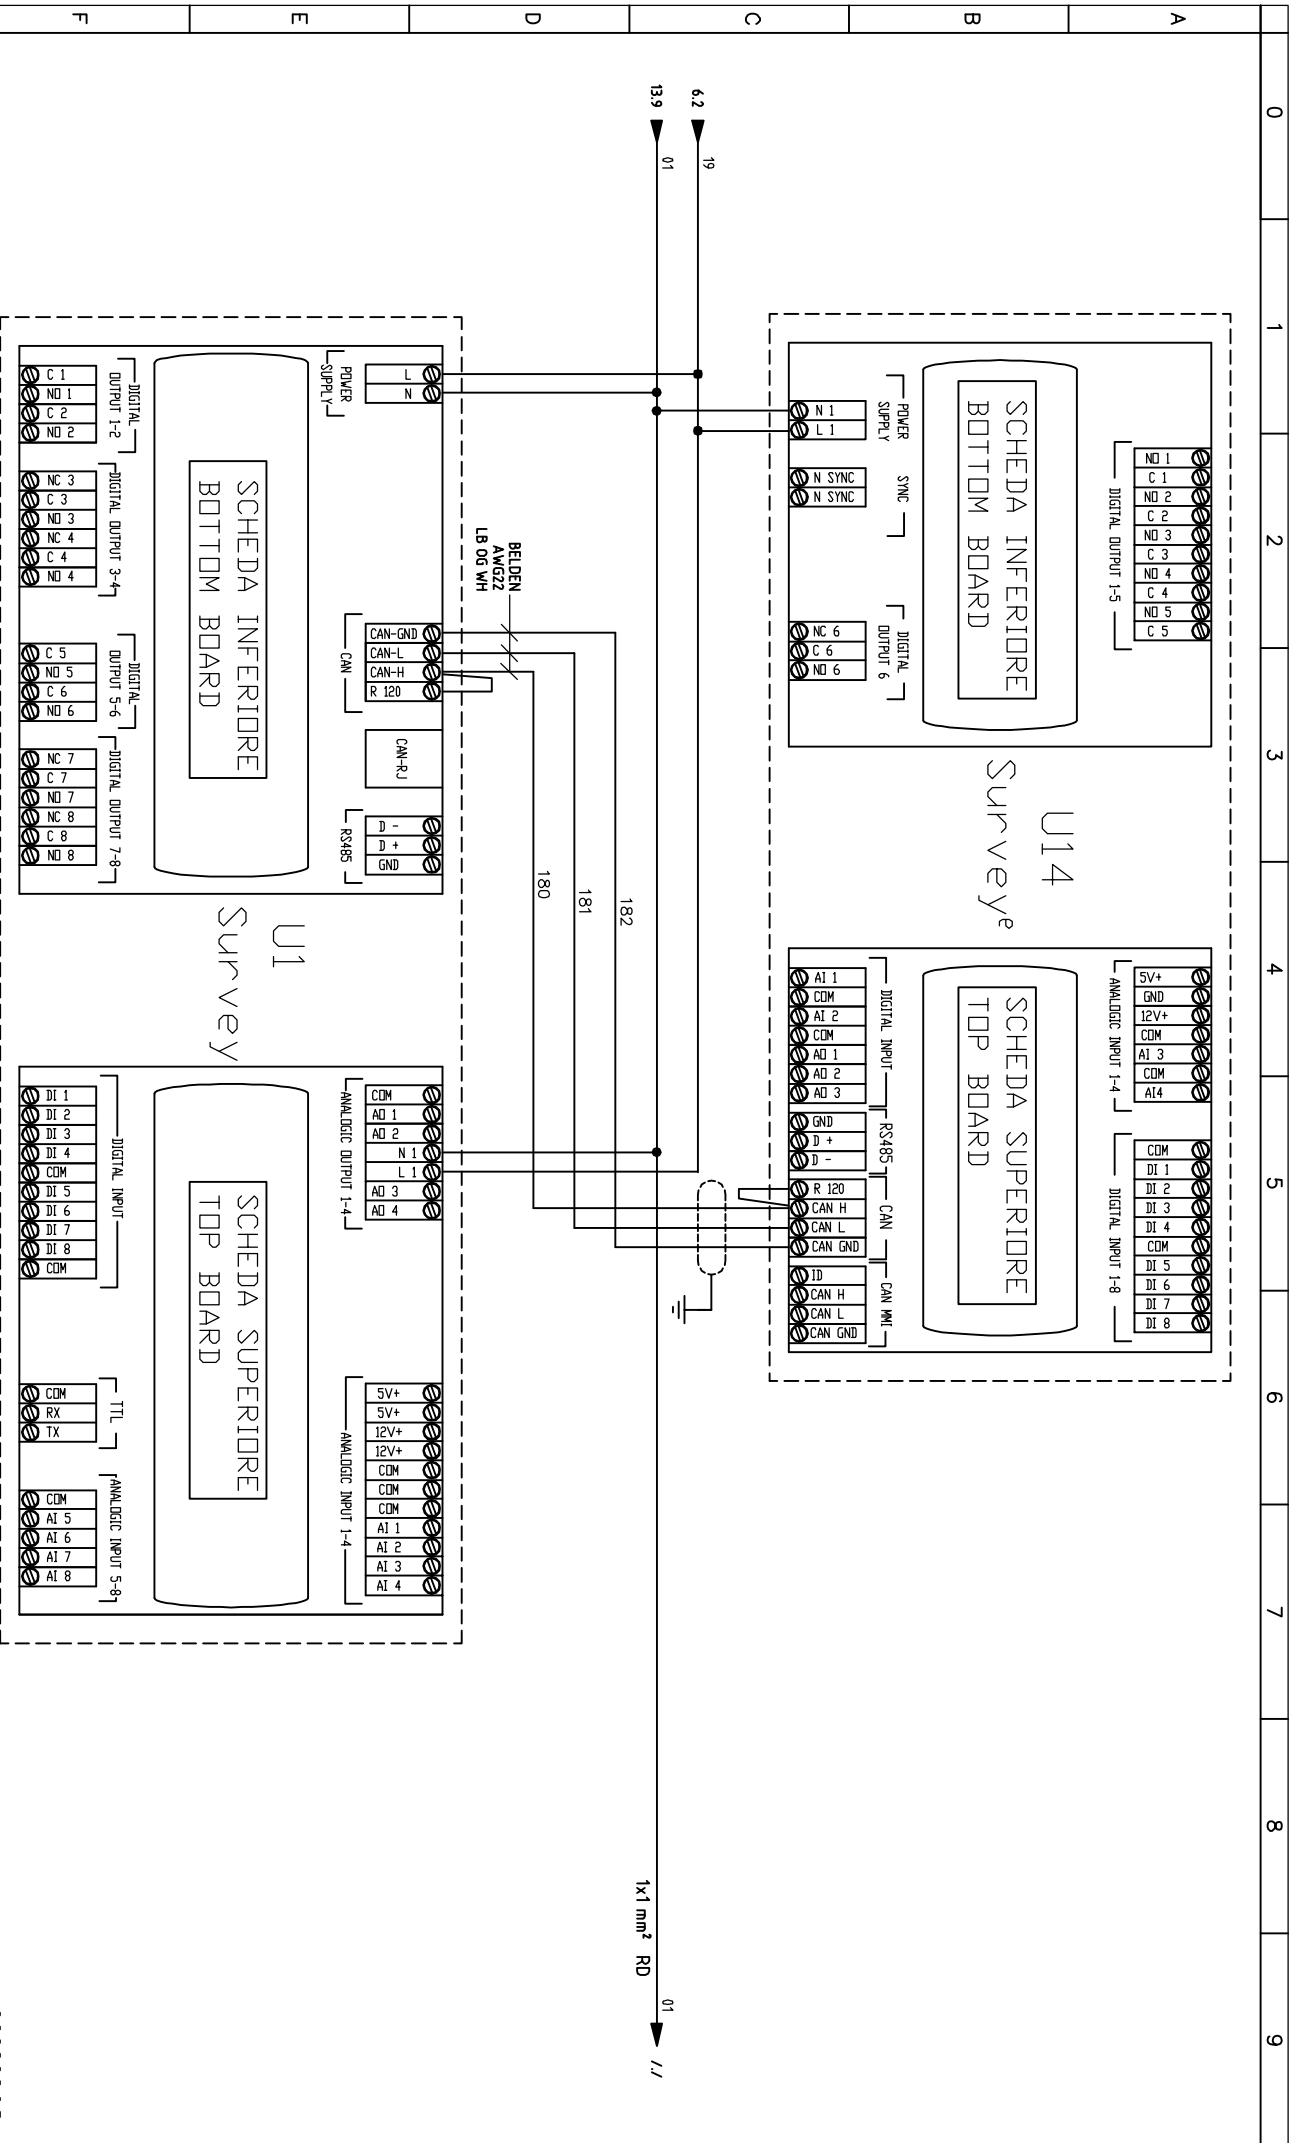 0
1
2
3
4
5
6
7
8
9
A
B
C
D
E
F
NO 1
C 1
NO 2
C 2
NO 3
C 3
NO 4
C 4
NO 5
C 5
DIGITAL OUTPUT 1-5
SCHEDA INFERIORE
BOTTOM BOARD
POWER
SUPPLY
SYNC
DIGITAL
OUTPUT 6
N 1
L 1
N SYNC
N SYNC
NC 6
C 6
NO 6
U14
Surveye
5V+
GND
12V+
COM
AI 3
COM
AI4
ANALOGIC INPUT 1-4
COM
DI 1
DI 2
DI 3
DI 4
COM
DI 5
DI 6
DI 7
DI 8
DIGITAL INPUT 1-8
SCHEDA SUPERIORE
TOP BOARD
DIGITAL INPUT
RS485
CAN
CAN MMI
AI 1
COM
AI 2
COM
AO 1
AO 2
AO 3
GND
D +
D -
R 120
CAN H
CAN L
CAN GND
ID
CAN H
CAN L
CAN GND
6.2
19
13.9
01
1x1 mm² RD
01
/./
182
181
180
BELDEN
AWG22
LB OG WH
L
N
POWER
SUPPLY
CAN-GND
CAN-L
CAN-H
R 120
CAN
CAN-RJ
D -
D +
GND
RS485
SCHEDA INFERIORE
BOTTOM BOARD
DIGITAL
OUTPUT 1-2
DIGITAL OUTPUT 3-4
DIGITAL
OUTPUT 5-6
DIGITAL OUTPUT 7-8
C 1
NO 1
C 2
NO 2
NC 3
C 3
NO 3
NC 4
C 4
NO 4
C 5
NO 5
C 6
NO 6
NC 7
C 7
NO 7
NC 8
C 8
NO 8
U1
Survey
COM
AO 1
AO 2
N 1
L 1
AO 3
AO 4
ANALOGIC OUTPUT 1-4
5V+
5V+
12V+
12V+
COM
COM
COM
AI 1
AI 2
AI 3
AI 4
ANALOGIC INPUT 1-4
SCHEDA SUPERIORE
TOP BOARD
DIGITAL INPUT
TTL
ANALOGIC INPUT 5-8
DI 1
DI 2
DI 3
DI 4
COM
DI 5
DI 6
DI 7
DI 8
COM
COM
RX
TX
COM
AI 5
AI 6
AI 7
AI 8